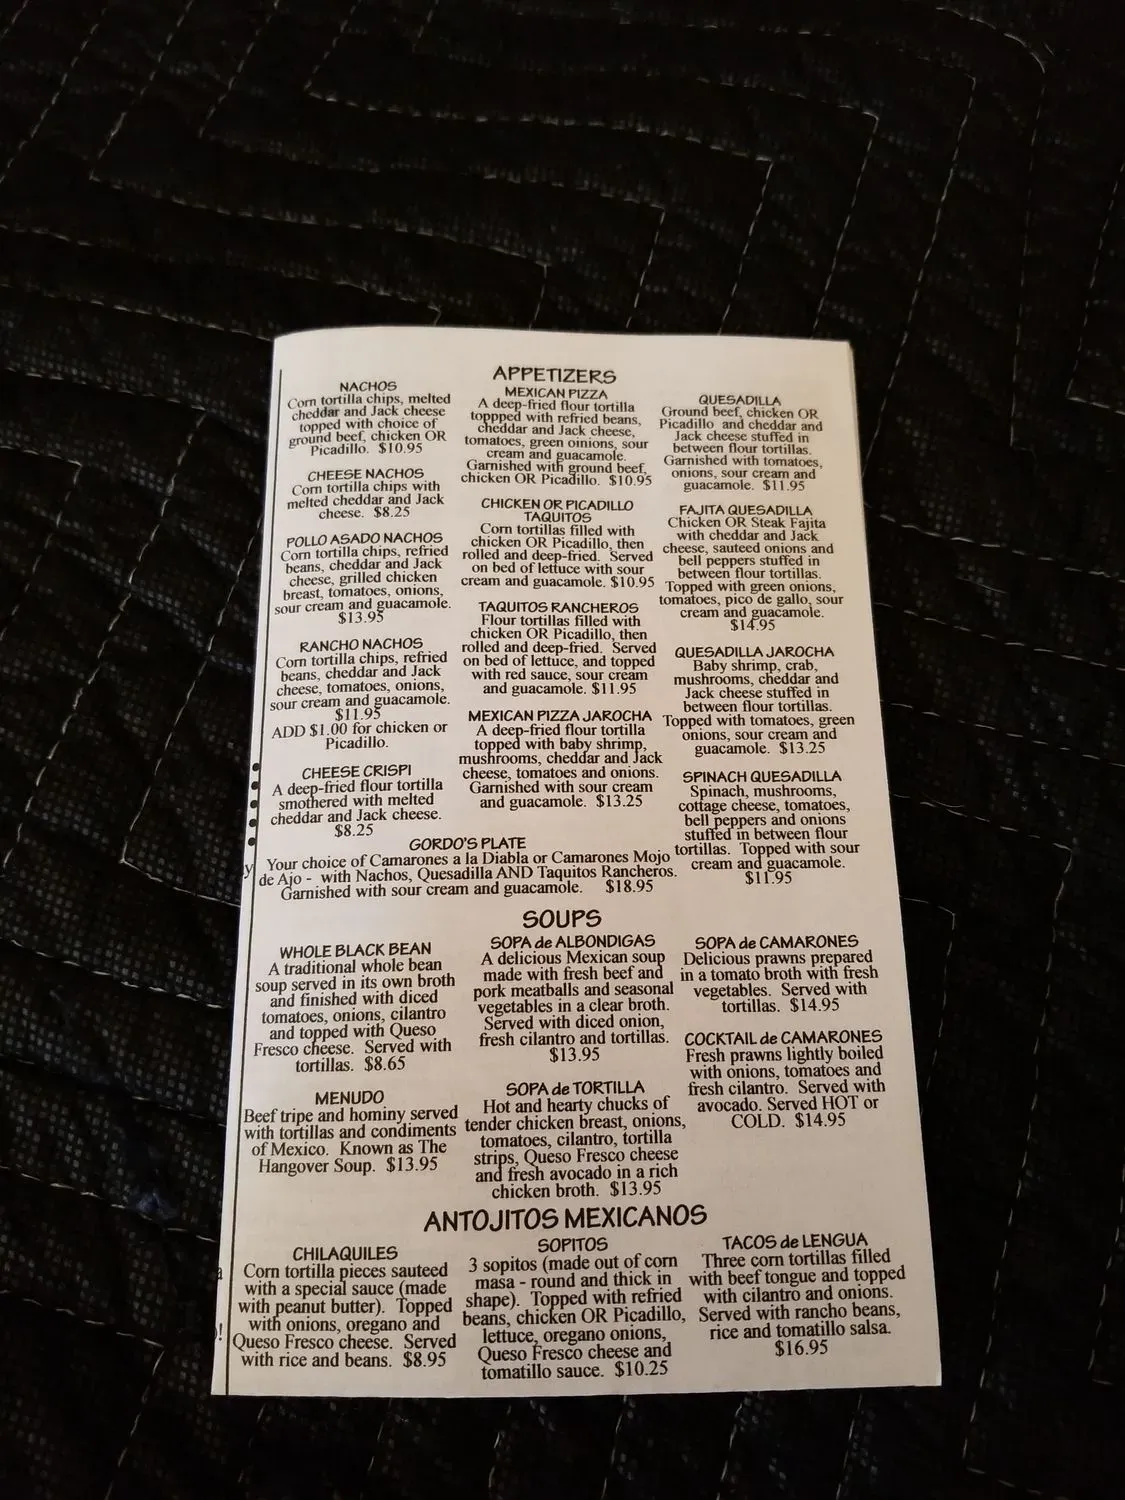 APPETIZERS
NACHOS
Corn tortilla chips, melted
cheddar and Jack cheese
topped with choice of
ground beef, chicken OR
Picadillo. $10.95
CHEESE NACHOS
Corn tortilla chips with
melted cheddar and Jack
cheese. $8.25
POLLO ASADO NACHOS
Corn tortilla chips, refried
beans, cheddar and Jack
cheese, grilled chicken
breast, tomatoes, onions,
sour cream and guacamole.
$13.95
RANCHO NACHOS
Corn tortilla chips, refried
beans, cheddar and Jack
cheese, tomatoes, onions,
sour cream and guacamole.
$11.95
ADD $1.00 for chicken or
Picadillo.
CHEESE CRISPI
A deep-fried flour tortilla
smothered with melted
cheddar and Jack cheese.
$8.25
MEXICAN PIZZA
A deep-fried flour tortilla
toppped with refried beans,
cheddar and Jack cheese,
tomatoes, green oinions, sour
cream and guacamole.
Garnished with ground beef,
chicken OR Picadillo. $10.95
CHICKEN OR PICADILLO
TAQUITOS
Corn tortillas filled with
chicken OR Picadillo, then
rolled and deep-fried. Served
on bed of lettuce with sour
cream and guacamole. $10.95
TAQUITOS RANCHEROS
Flour tortillas filled with
chicken OR Picadillo, then
rolled and deep-fried. Served
on bed of lettuce, and topped
with red sauce, sour cream
and guacamole. $11.95
MEXICAN PIZZA JAROCHA
A deep-fried flour tortilla
topped with baby shrimp,
mushrooms, cheddar and Jack
cheese, tomatoes and onions.
Garnished with sour cream
and guacamole. $13.25
QUESADILLA
Ground beef, chicken OR
Picadillo and cheddar and
Jack cheese stuffed in
between flour tortillas.
Garnished with tomatoes,
onions, sour cream and
guacamole. $11.95
FAJITA QUESADILLA
Chicken OR Steak Fajita
with cheddar and Jack
cheese, sauteed onions and
bell peppers stuffed in
between flour tortillas.
Topped with green onions,
tomatoes, pico de gallo, sour
cream and guacamole.
$14.95
QUESADILLA JAROCHA
Baby shrimp, crab,
mushrooms, cheddar and
Jack cheese stuffed in
between flour tortillas.
Topped with tomatoes, green
onions, sour cream and
guacamole. $13.25
SPINACH QUESADILLA
Spinach, mushrooms,
cottage cheese, tomatoes,
bell peppers and onions
stuffed in between flour
tortillas. Topped with sour
cream and guacamole.
$11.95
GORDO'S PLATE
Your choice of Camarones a la Diabla or Camarones Mojo
de Ajo - with Nachos, Quesadilla AND Taquitos Rancheros.
Garnished with sour cream and guacamole. $18.95
y
SOUPS
WHOLE BLACK BEAN
A traditional whole bean
soup served in its own broth
and finished with diced
tomatoes, onions, cilantro
and topped with Queso
Fresco cheese. Served with
tortillas. $8.65
MENUDO
Beef tripe and hominy served
with tortillas and condiments
of Mexico. Known as The
Hangover Soup. $13.95
SOPA de ALBONDIGAS
A delicious Mexican soup
made with fresh beef and
pork meatballs and seasonal
vegetables in a clear broth.
Served with diced onion,
fresh cilantro and tortillas.
$13.95
SOPA de TORTILLA
Hot and hearty chucks of
tender chicken breast, onions,
tomatoes, cilantro, tortilla
strips, Queso Fresco cheese
and fresh avocado in a rich
chicken broth. $13.95
SOPA de CAMARONES
Delicious prawns prepared
in a tomato broth with fresh
vegetables. Served with
tortillas. $14.95
COCKTAIL de CAMARONES
Fresh prawns lightly boiled
with onions, tomatoes and
fresh cilantro. Served with
avocado. Served HOT or
COLD. $14.95
ANTOJITOS MEXICANOS
CHILAQUILES
Corn tortilla pieces sauteed
with a special sauce (made
with peanut butter). Topped
with onions, oregano and
Queso Fresco cheese. Served
with rice and beans. $8.95
SOPITOS
3 sopitos (made out of corn
masa - round and thick in
shape). Topped with refried
beans, chicken OR Picadillo,
lettuce, oregano onions,
Queso Fresco cheese and
tomatillo sauce. $10.25
TACOS de LENGUA
Three corn tortillas filled
with beef tongue and topped
with cilantro and onions.
Served with rancho beans,
rice and tomatillo salsa.
$16.95